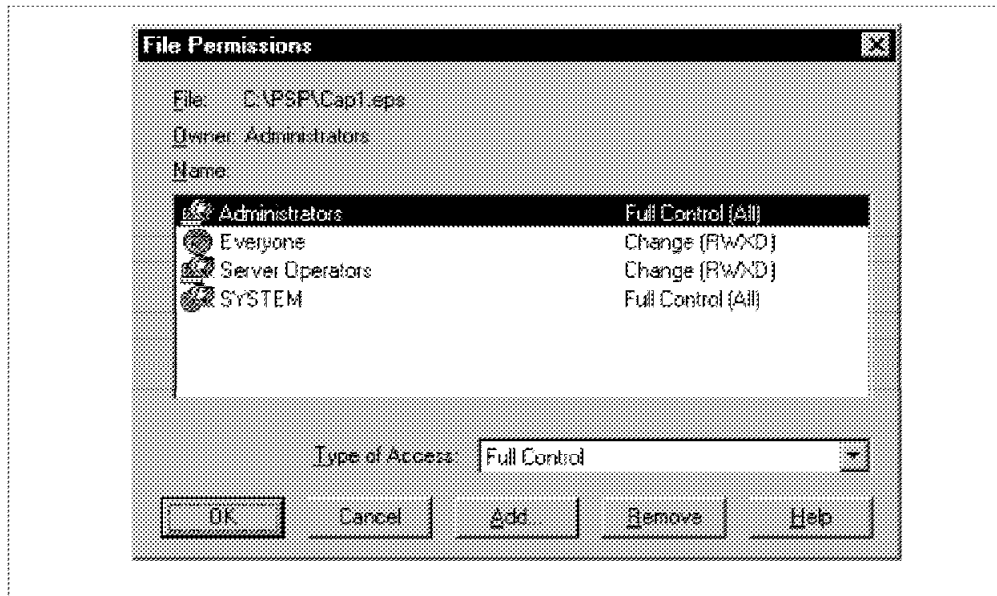 File Permissions
File: C:\PSP\Cap1.eps
Owner: Administrators
Name:
Administrators Full Control (All)
Everyone Change (RWXD)
Server Operators Change (RWXD)
SYSTEM Full Control (All)
Type of Access: Full Control
OK Cancel Add... Remove Help